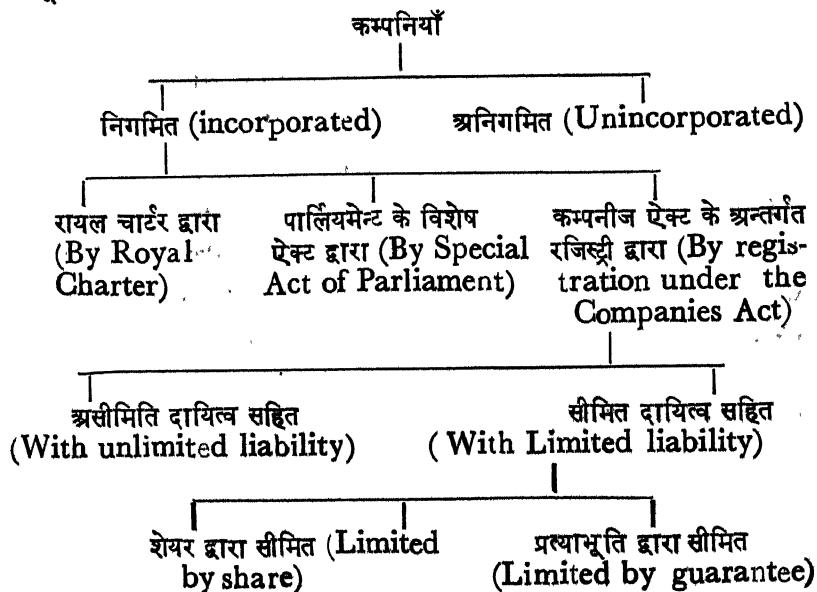 कम्पनियाँ
निगमित (incorporated) अनिगमित (Unincorporated)
रायल चार्टर द्वारा
(By Royal
Charter)
पार्लियमेन्ट के विशेष
ऐक्ट द्वारा (By Special
Act of Parliament)
कम्पनीज ऐक्ट के अन्तर्गत
रजिस्ट्री द्वारा (By regis-
tration under the
Companies Act)
असीमिति दायित्व सहित
(With unlimited liability)
सीमित दायित्व सहित
( With Limited liability)
शेयर द्वारा सीमित (Limited
by share)
प्रत्याभूति द्वारा सीमित
(Limited by guarantee)